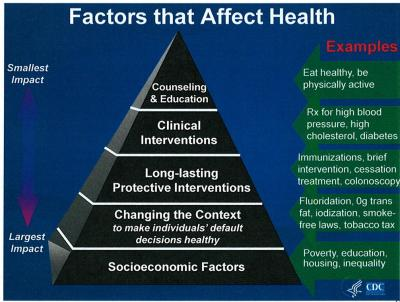 Factors that Affect Health
Examples
Smallest
Impact
Largest
Impact
Counseling
& Education
Clinical
Interventions
Long-lasting
Protective Interventions
Changing the Context
to make individuals' default
decisions healthy
Socioeconomic Factors
Eat healthy, be
physically active
Rx for high blood
pressure, high
cholesterol, diabetes
Immunizations, brief
intervention, cessation
treatment, colonoscopy
Fluoridation, 0g trans
fat, iodization, smoke-
free laws, tobacco tax
Poverty, education,
housing, inequality
CDC